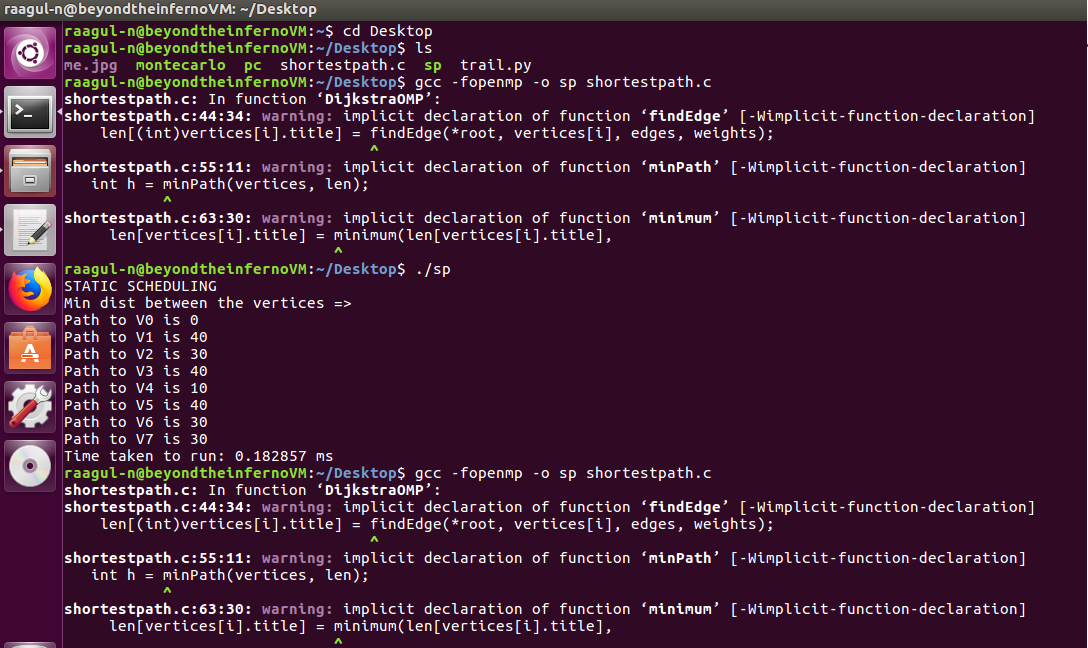 raagul-n@beyondtheinfernoVM: ~/Desktop
raagul-n@beyondtheinfernoVM:~$ cd Desktop
raagul-n@beyondtheinfernoVM:~/Desktop$ ls
me.jpg  montecarlo  pc  shortestpath.c  sp  trail.py
raagul-n@beyondtheinfernoVM:~/Desktop$ gcc -fopenmp -o sp shortestpath.c
shortestpath.c: In function ‘DijkstraOMP’:
shortestpath.c:44:34: warning: implicit declaration of function ‘findEdge’ [-Wimplicit-function-declaration]
    len[(int)vertices[i].title] = findEdge(*root, vertices[i], edges, weights);
                                  ^
shortestpath.c:55:11: warning: implicit declaration of function ‘minPath’ [-Wimplicit-function-declaration]
   int h = minPath(vertices, len);
           ^
shortestpath.c:63:30: warning: implicit declaration of function ‘minimum’ [-Wimplicit-function-declaration]
     len[vertices[i].title] = minimum(len[vertices[i].title],
                              ^
raagul-n@beyondtheinfernoVM:~/Desktop$ ./sp
STATIC SCHEDULING
Min dist between the vertices =>
Path to V0 is 0
Path to V1 is 40
Path to V2 is 30
Path to V3 is 40
Path to V4 is 10
Path to V5 is 40
Path to V6 is 30
Path to V7 is 30
Time taken to run: 0.182857 ms
raagul-n@beyondtheinfernoVM:~/Desktop$ gcc -fopenmp -o sp shortestpath.c
shortestpath.c: In function ‘DijkstraOMP’:
shortestpath.c:44:34: warning: implicit declaration of function ‘findEdge’ [-Wimplicit-function-declaration]
    len[(int)vertices[i].title] = findEdge(*root, vertices[i], edges, weights);
                                  ^
shortestpath.c:55:11: warning: implicit declaration of function ‘minPath’ [-Wimplicit-function-declaration]
   int h = minPath(vertices, len);
           ^
shortestpath.c:63:30: warning: implicit declaration of function ‘minimum’ [-Wimplicit-function-declaration]
     len[vertices[i].title] = minimum(len[vertices[i].title],
                              ^